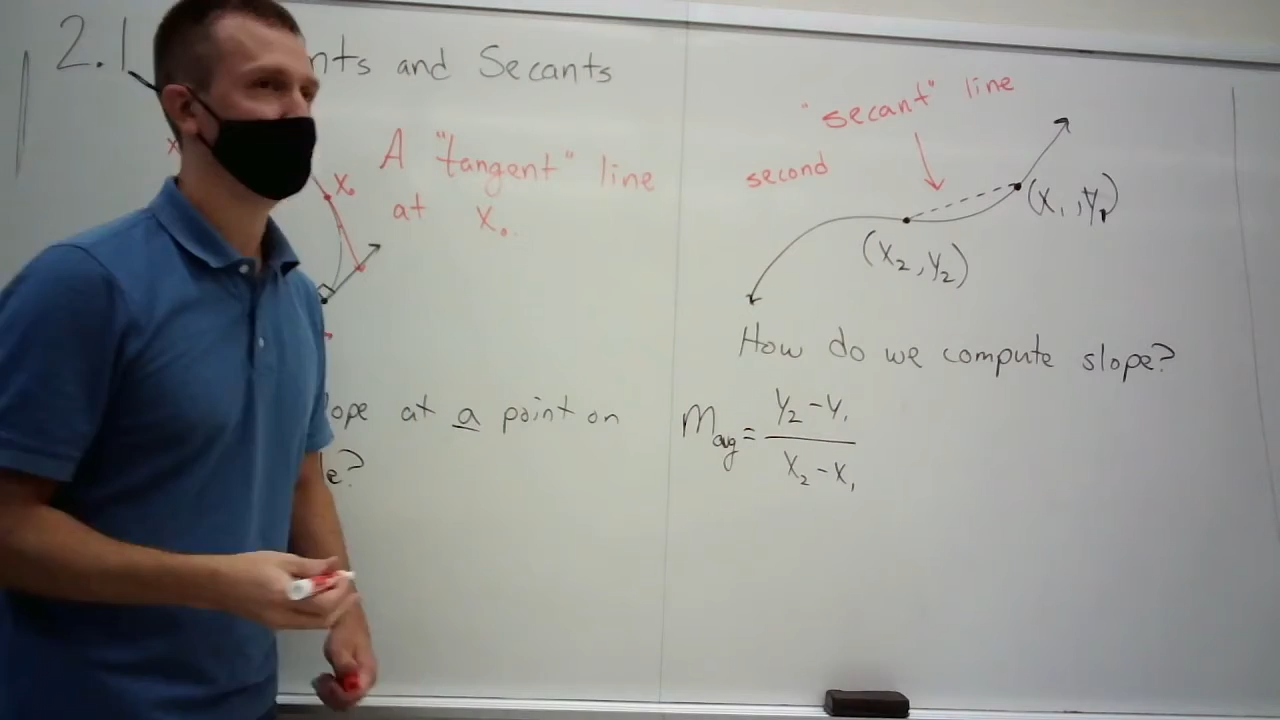 2.1 nts and Secants
x
x₀
A "tangent" line
at x₀
ope at a point on
le?
"secant" line
second
(x₁,y₁)
(x₂,y₂)
How do we compute slope?
m_avg = (y₂-y₁)/(x₂-x₁)